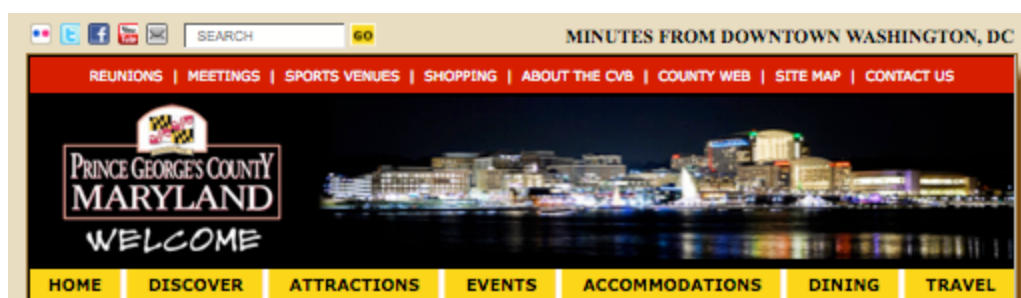 SEARCH GO MINUTES FROM DOWNTOWN WASHINGTON, DC
REUNIONS | MEETINGS | SPORTS VENUES | SHOPPING | ABOUT THE CVB | COUNTY WEB | SITE MAP | CONTACT US
PRINCE GEORGE'S COUNTY
MARYLAND
WELCOME
HOME DISCOVER ATTRACTIONS EVENTS ACCOMMODATIONS DINING TRAVEL